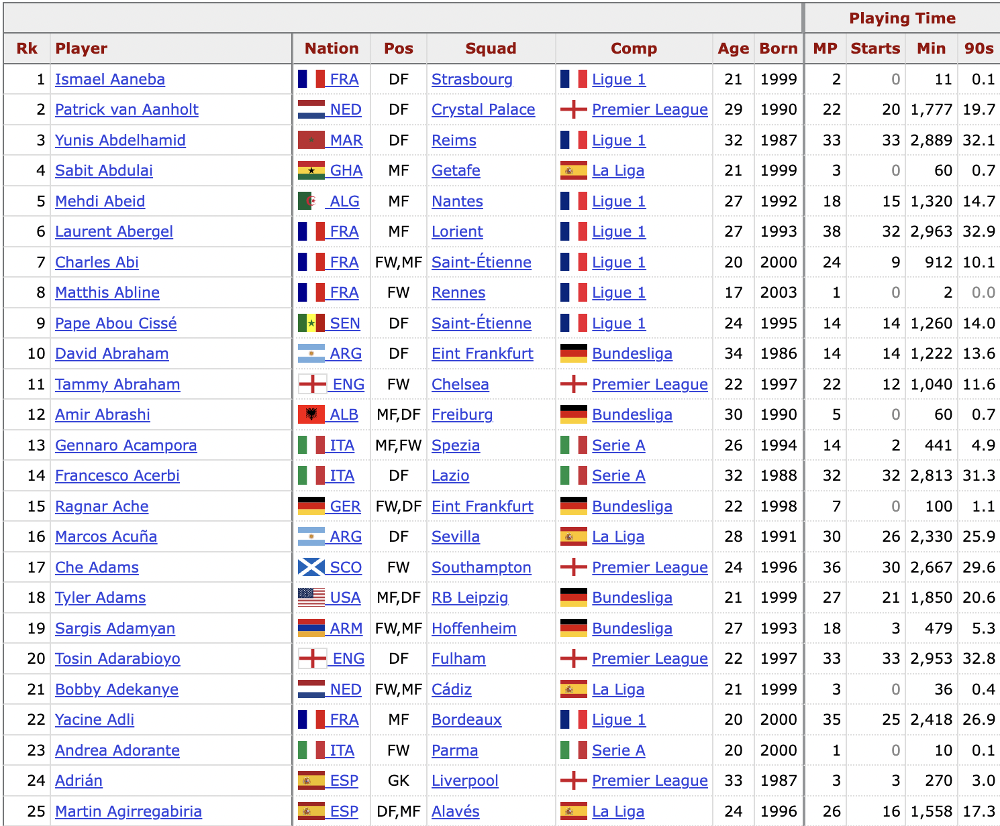 Playing Time
Rk Player Nation Pos Squad Comp Age Born MP Starts Min 90s
1 Ismael Aaneba FRA DF Strasbourg Ligue 1 21 1999 2 0 11 0.1
2 Patrick van Aanholt NED DF Crystal Palace Premier League 29 1990 22 20 1,777 19.7
3 Yunis Abdelhamid MAR DF Reims Ligue 1 32 1987 33 33 2,889 32.1
4 Sabit Abdulai GHA MF Getafe La Liga 21 1999 3 0 60 0.7
5 Mehdi Abeid ALG MF Nantes Ligue 1 27 1992 18 15 1,320 14.7
6 Laurent Abergel FRA MF Lorient Ligue 1 27 1993 38 32 2,963 32.9
7 Charles Abi FRA FW,MF Saint-Étienne Ligue 1 20 2000 24 9 912 10.1
8 Matthis Abline FRA FW Rennes Ligue 1 17 2003 1 0 2 0.0
9 Pape Abou Cissé SEN DF Saint-Étienne Ligue 1 24 1995 14 14 1,260 14.0
10 David Abraham ARG DF Eint Frankfurt Bundesliga 34 1986 14 14 1,222 13.6
11 Tammy Abraham ENG FW Chelsea Premier League 22 1997 22 12 1,040 11.6
12 Amir Abrashi ALB MF,DF Freiburg Bundesliga 30 1990 5 0 60 0.7
13 Gennaro Acampora ITA MF,FW Spezia Serie A 26 1994 14 2 441 4.9
14 Francesco Acerbi ITA DF Lazio Serie A 32 1988 32 32 2,813 31.3
15 Ragnar Ache GER FW,DF Eint Frankfurt Bundesliga 22 1998 7 0 100 1.1
16 Marcos Acuña ARG DF Sevilla La Liga 28 1991 30 26 2,330 25.9
17 Che Adams SCO FW Southampton Premier League 24 1996 36 30 2,667 29.6
18 Tyler Adams USA MF,DF RB Leipzig Bundesliga 21 1999 27 21 1,850 20.6
19 Sargis Adamyan ARM FW,MF Hoffenheim Bundesliga 27 1993 18 3 479 5.3
20 Tosin Adarabioyo ENG DF Fulham Premier League 22 1997 33 33 2,953 32.8
21 Bobby Adekanye NED FW,MF Cádiz La Liga 21 1999 3 0 36 0.4
22 Yacine Adli FRA MF Bordeaux Ligue 1 20 2000 35 25 2,418 26.9
23 Andrea Adorante ITA FW Parma Serie A 20 2000 1 0 10 0.1
24 Adrián ESP GK Liverpool Premier League 33 1987 3 3 270 3.0
25 Martin Agirregabiria ESP DF,MF Alavés La Liga 24 1996 26 16 1,558 17.3